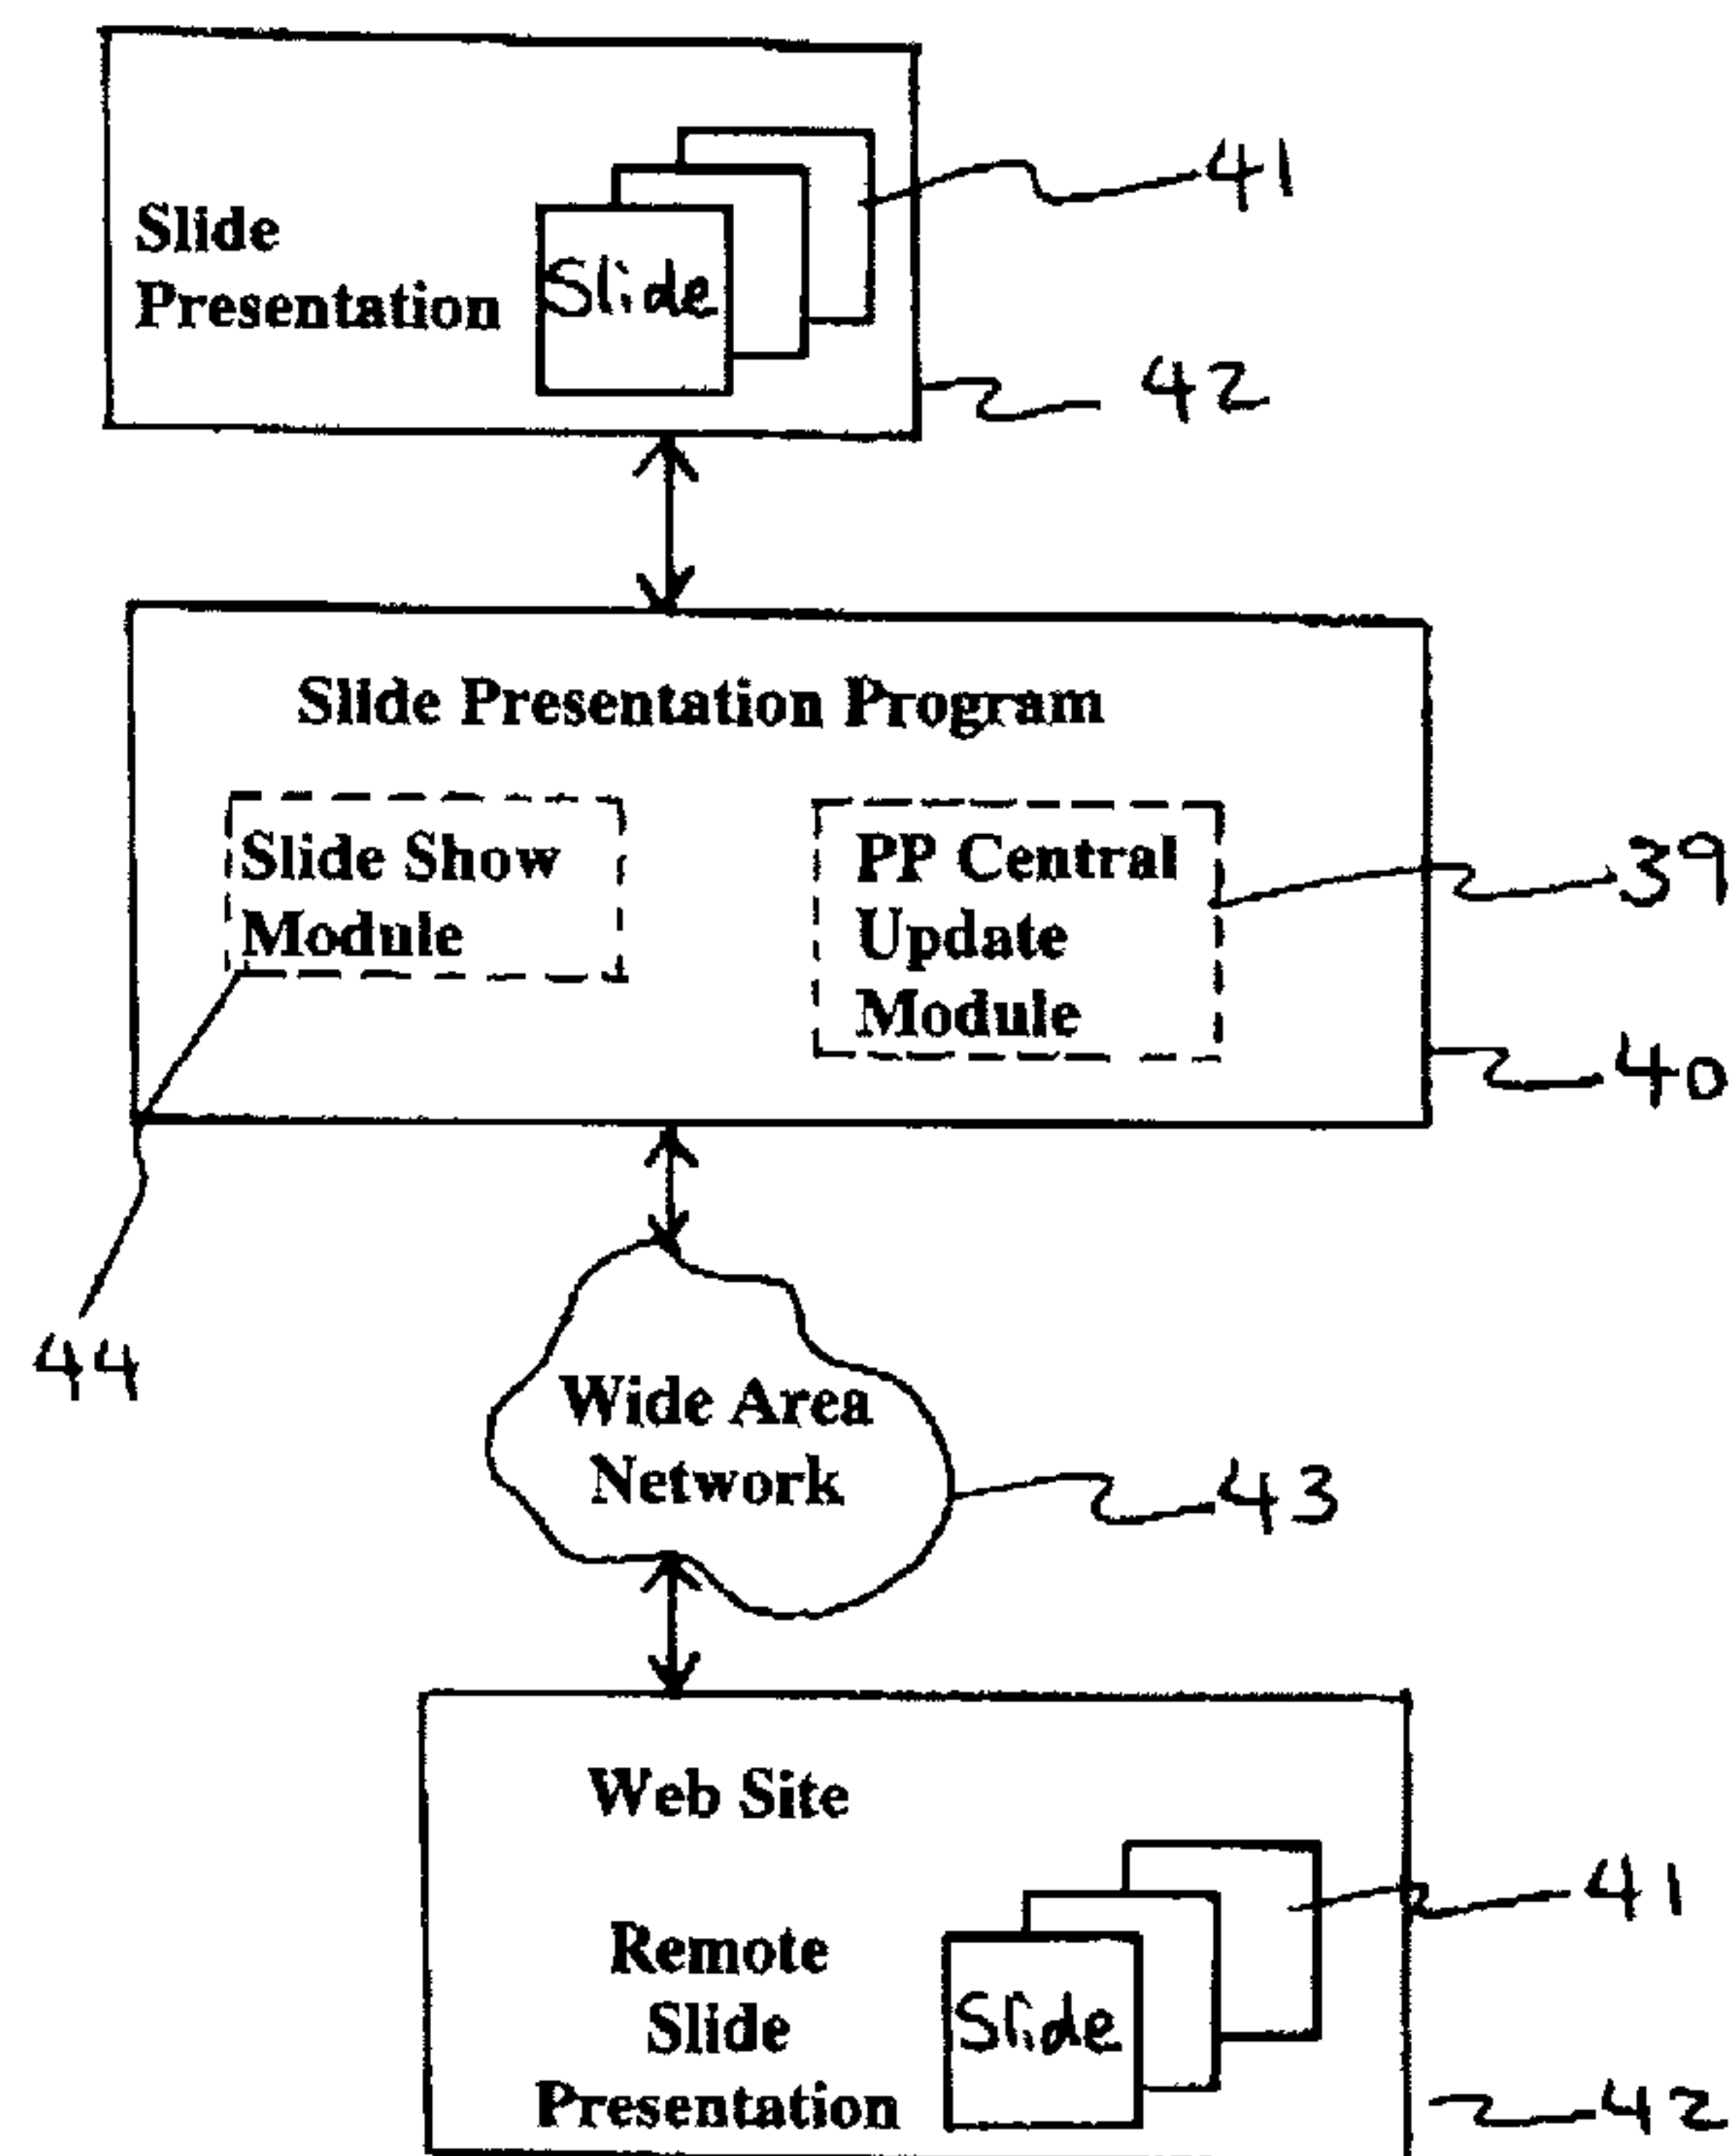 41
Slide
Presentation
Slide
42
Slide Presentation Program
Slide Show
Module
PP Central
Update
Module
39
40
44
Wide Area
Network
43
Web Site
41
Remote
Slide
Presentation
Slide
42